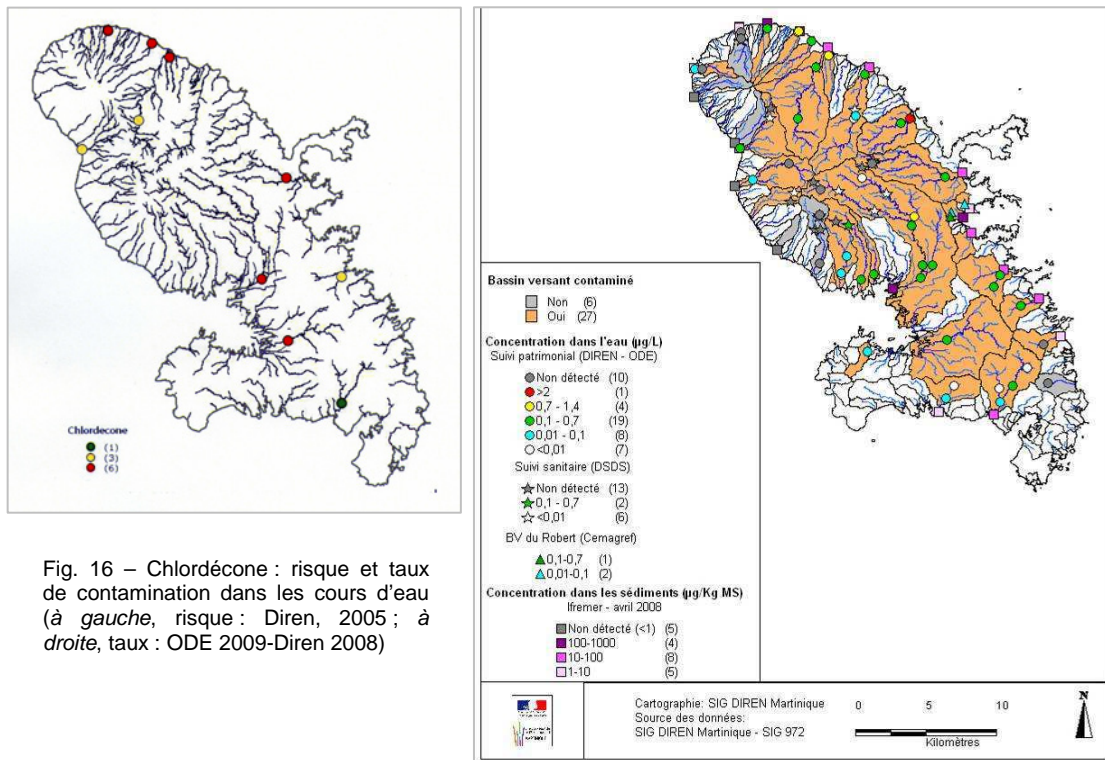 Chlordecone
(1)
(3)
(6)
Fig. 16 – Chlordécone : risque et taux
de contamination dans les cours d'eau
(à gauche, risque : Diren, 2005 ; à
droite, taux : ODE 2009-Diren 2008)
Bassin versant contaminé
Non (6)
Oui (27)
Concentration dans l'eau (µg/L)
Suivi patrimonial (DIREN - ODE)
Non détecté (10)
>2 (1)
0,7 - 1,4 (4)
0,1 - 0,7 (19)
0,01 - 0,1 (8)
<0,01 (7)
Suivi sanitaire (DSDS)
Non détecté (13)
0,1 - 0,7 (2)
<0,01 (6)
BV du Robert (Cemagref)
0,1-0,7 (1)
0,01-0,1 (2)
Concentration dans les sédiments (µg/Kg MS)
Ifremer - avril 2008
Non détecté (<1) (5)
100-1000 (4)
10-100 (8)
1-10 (5)
Cartographie: SIG DIREN Martinique
Source des données:
SIG DIREN Martinique - SIG 972
0 5 10
Kilomètres
N